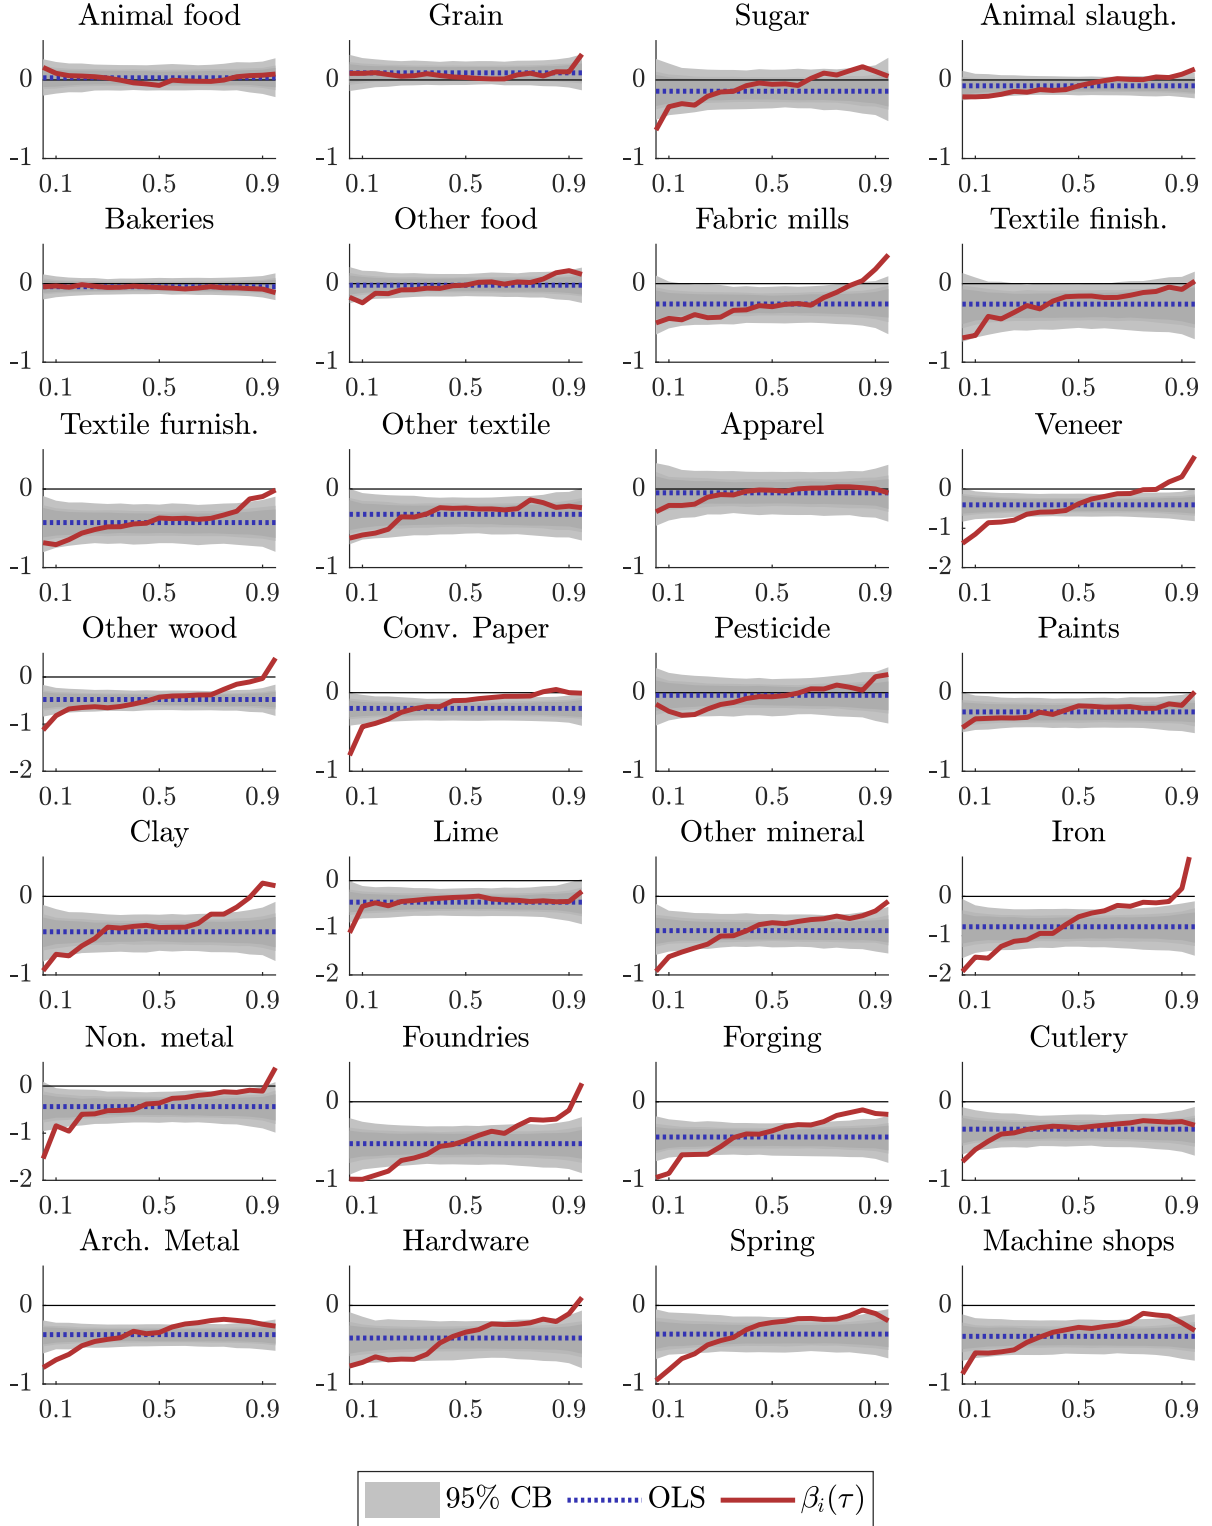 Animal food Grain Sugar Animal slaugh.
0 0 0 0
-1 -1 -1 -1
0.1 0.5 0.9 0.1 0.5 0.9 0.1 0.5 0.9 0.1 0.5 0.9
Bakeries Other food Fabric mills Textile finish.
0 0 0 0
-1 -1 -1 -1
0.1 0.5 0.9 0.1 0.5 0.9 0.1 0.5 0.9 0.1 0.5 0.9
Textile furnish. Other textile Apparel Veneer
0 0 0 0
-1
-1 -1 -1 -2
0.1 0.5 0.9 0.1 0.5 0.9 0.1 0.5 0.9 0.1 0.5 0.9
Other wood Conv. Paper Pesticide Paints
0 0 0 0
-1
-2 -1 -1 -1
0.1 0.5 0.9 0.1 0.5 0.9 0.1 0.5 0.9 0.1 0.5 0.9
Clay Lime Other mineral Iron
0 0 0 0
-1 -1
-1 -2 -1 -2
0.1 0.5 0.9 0.1 0.5 0.9 0.1 0.5 0.9 0.1 0.5 0.9
Non. metal Foundries Forging Cutlery
0 0 0 0
-1
-2 -1 -1 -1
0.1 0.5 0.9 0.1 0.5 0.9 0.1 0.5 0.9 0.1 0.5 0.9
Arch. Metal Hardware Spring Machine shops
0 0 0 0
-1 -1 -1 -1
0.1 0.5 0.9 0.1 0.5 0.9 0.1 0.5 0.9 0.1 0.5 0.9
95% CB OLS β_i(τ)